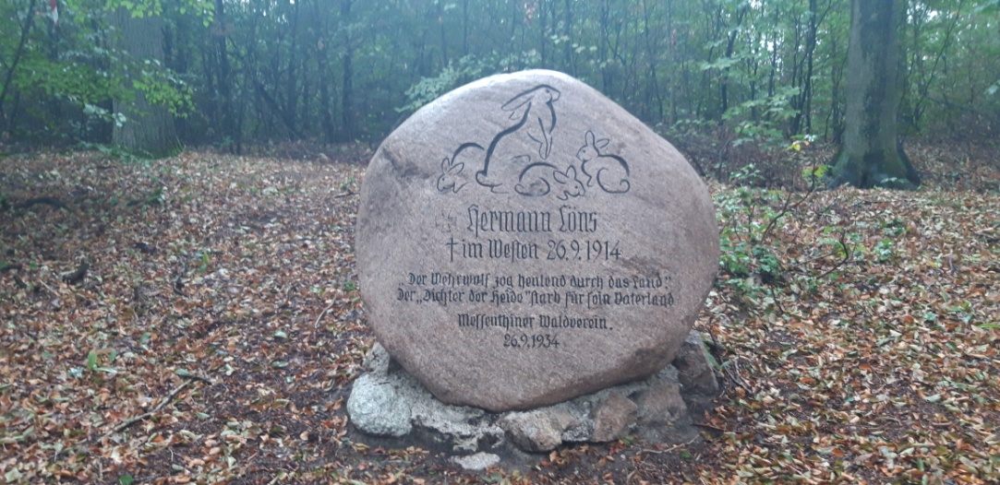 Hermann Löns
† im Westen 26.9.1914
„Der Wehrwolf zog heulend durch das Land”.
Der „Dichter der Heide” starb für sein Vaterland
Messenthiner Waldverein.
26.9.1934